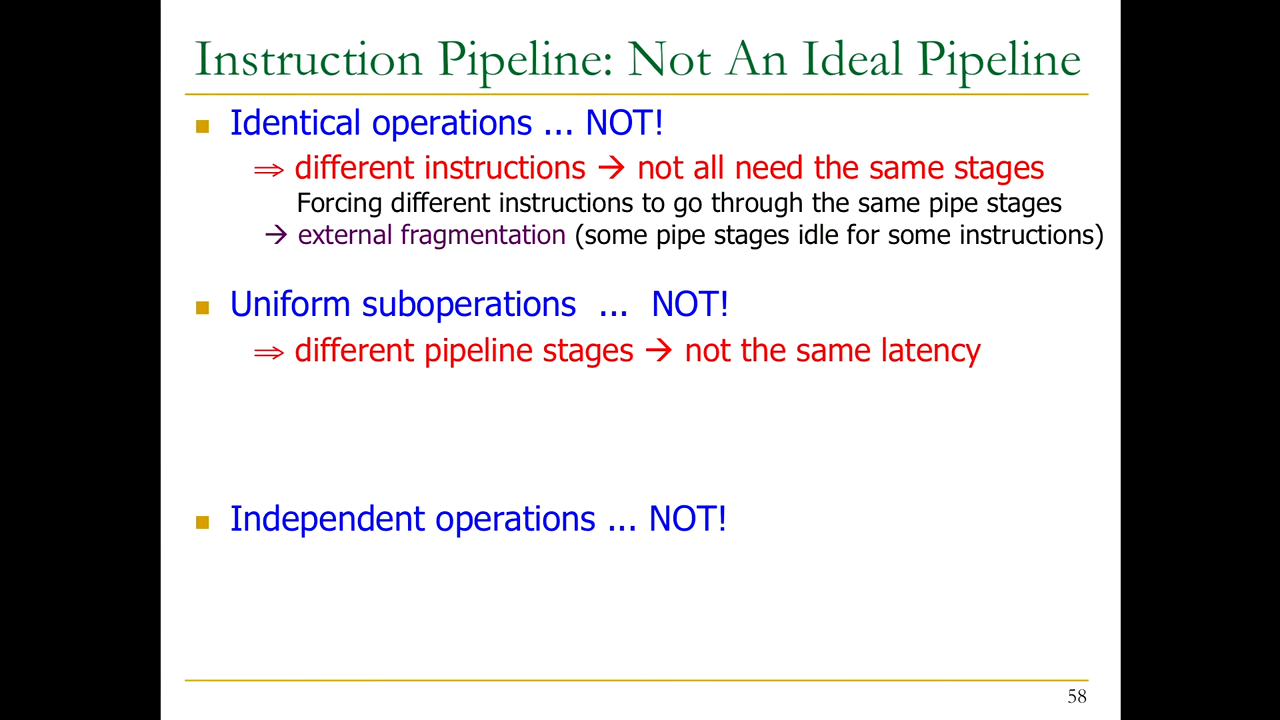 Instruction Pipeline: Not An Ideal Pipeline
■ Identical operations ... NOT!
⇒ different instructions → not all need the same stages
Forcing different instructions to go through the same pipe stages
→ external fragmentation (some pipe stages idle for some instructions)
■ Uniform suboperations ... NOT!
⇒ different pipeline stages → not the same latency
■ Independent operations ... NOT!
58